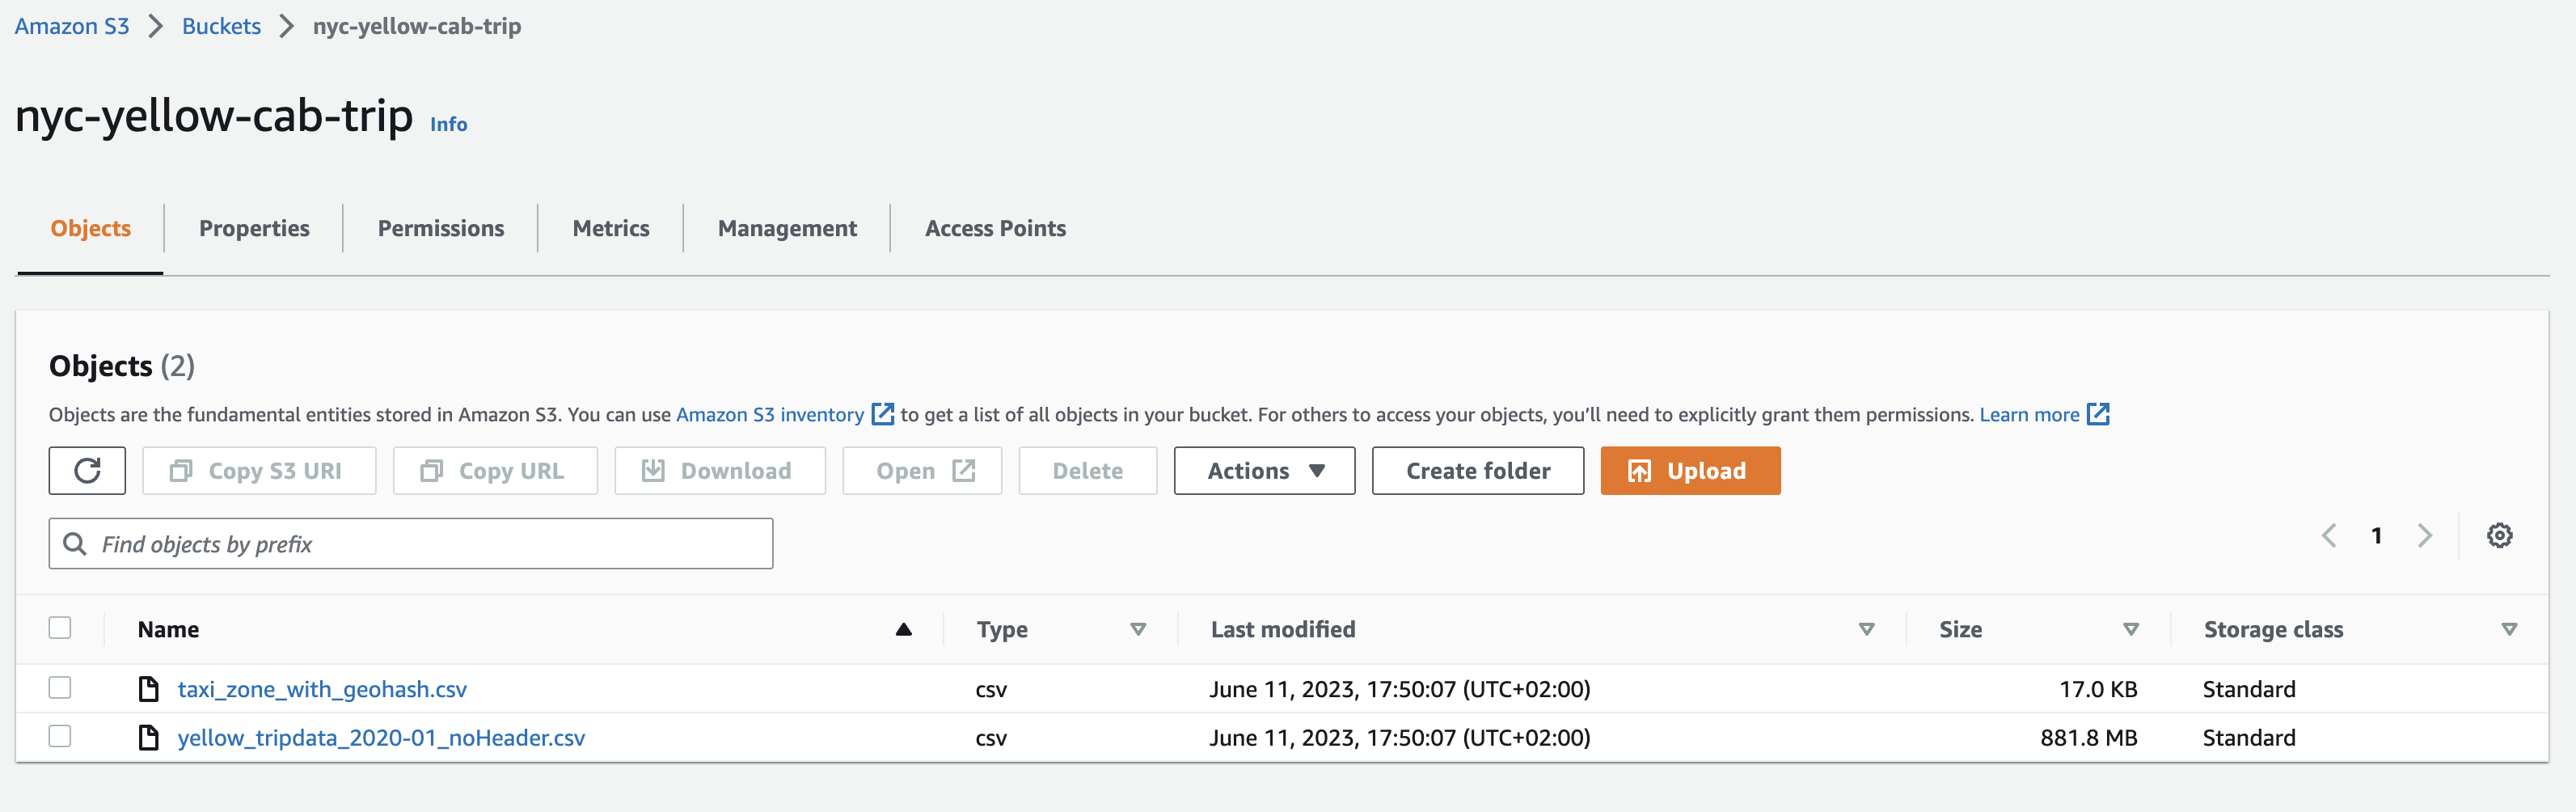 Amazon S3 > Buckets > nyc-yellow-cab-trip
nyc-yellow-cab-trip Info
Objects Properties Permissions Metrics Management Access Points
Objects (2)
Objects are the fundamental entities stored in Amazon S3. You can use Amazon S3 inventory to get a list of all objects in your bucket. For others to access your objects, you’ll need to explicitly grant them permissions. Learn more
Copy S3 URI Copy URL Download Open Delete Actions Create folder Upload
Find objects by prefix 1
Name Type Last modified Size Storage class
taxi_zone_with_geohash.csv csv June 11, 2023, 17:50:07 (UTC+02:00) 17.0 KB Standard
yellow_tripdata_2020-01_noHeader.csv csv June 11, 2023, 17:50:07 (UTC+02:00) 881.8 MB Standard